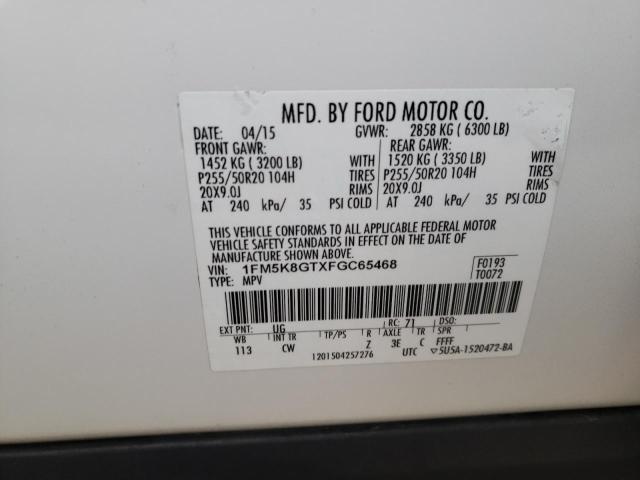 MFD. BY FORD MOTOR CO.
DATE: 04/15 GVWR: 2858 KG ( 6300 LB)
FRONT GAWR: REAR GAWR:
1452 KG ( 3200 LB) WITH 1520 KG ( 3350 LB) WITH
P255/50R20 104H TIRES P255/50R20 104H TIRES
20X9.0J RIMS 20X9.0J RIMS
AT 240 kPa/ 35 PSI COLD AT 240 kPa/ 35 PSI COLD
THIS VEHICLE CONFORMS TO ALL APPLICABLE FEDERAL MOTOR
VEHICLE SAFETY STANDARDS IN EFFECT ON THE DATE OF
MANUFACTURE SHOWN ABOVE.
VIN: 1FM5K8GTXFGC65468 F0193
TYPE: MPV T0072
EXT PNT: UG RC: 71 DSO:
WB INT TR TP/PS R AXLE TR SPR
113 CW Z 3E C FFFF
1201504257276 UTC ▽5U5A-1520472-BA